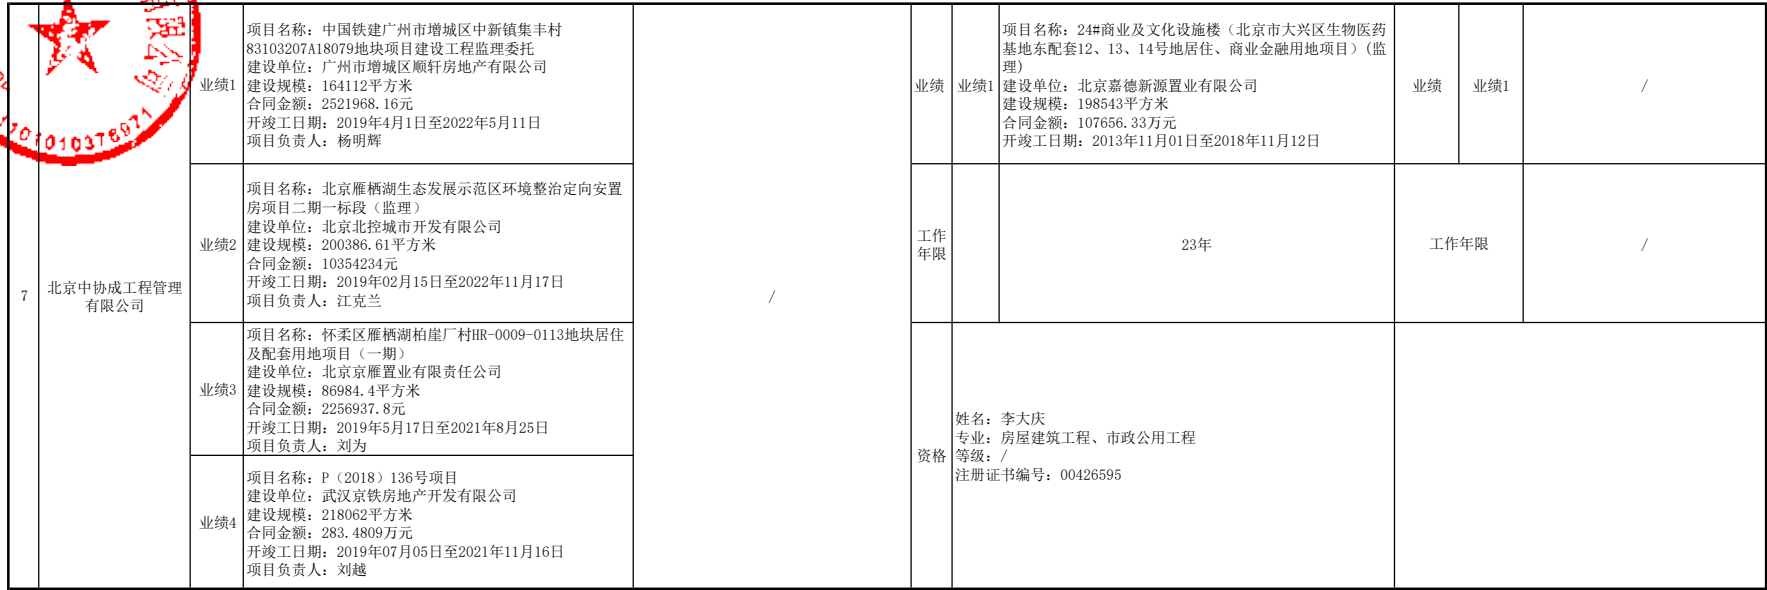 7
北京中协成工程管理
有限公司
业绩1
项目名称：中国铁建广州市增城区中新镇集丰村
83103207A18079地块项目建设工程监理委托
建设单位：广州市增城区顺轩房地产有限公司
建设规模：164112平方米
合同金额：2521968.16元
开竣工日期：2019年4月1日至2022年5月11日
项目负责人：杨明辉
业绩2
项目名称：北京雁栖湖生态发展示范区环境整治定向安置
房项目二期一标段（监理）
建设单位：北京北控城市开发有限公司
建设规模：200386.61平方米
合同金额：10354234元
开竣工日期：2019年02月15日至2022年11月17日
项目负责人：江克兰
业绩3
项目名称：怀柔区雁栖湖柏崖厂村HR-0009-0113地块居住
及配套用地项目（一期）
建设单位：北京京雁置业有限责任公司
建设规模：86984.4平方米
合同金额：2256937.8元
开竣工日期：2019年5月17日至2021年8月25日
项目负责人：刘为
业绩4
项目名称：P（2018）136号项目
建设单位：武汉京铁房地产开发有限公司
建设规模：218062平方米
合同金额：283.4809万元
开竣工日期：2019年07月05日至2021年11月16日
项目负责人：刘越
/
业绩
业绩1
项目名称：24#商业及文化设施楼（北京市大兴区生物医药
基地东配套12、13、14号地居住、商业金融用地项目）(监
理)
建设单位：北京嘉德新源置业有限公司
建设规模：198543平方米
合同金额：107656.33万元
开竣工日期：2013年11月01日至2018年11月12日
业绩
业绩1
/
工作
年限
23年
工作年限
/
资格
姓名：李大庆
专业：房屋建筑工程、市政公用工程
等级：/
注册证书编号：00426595
限公司